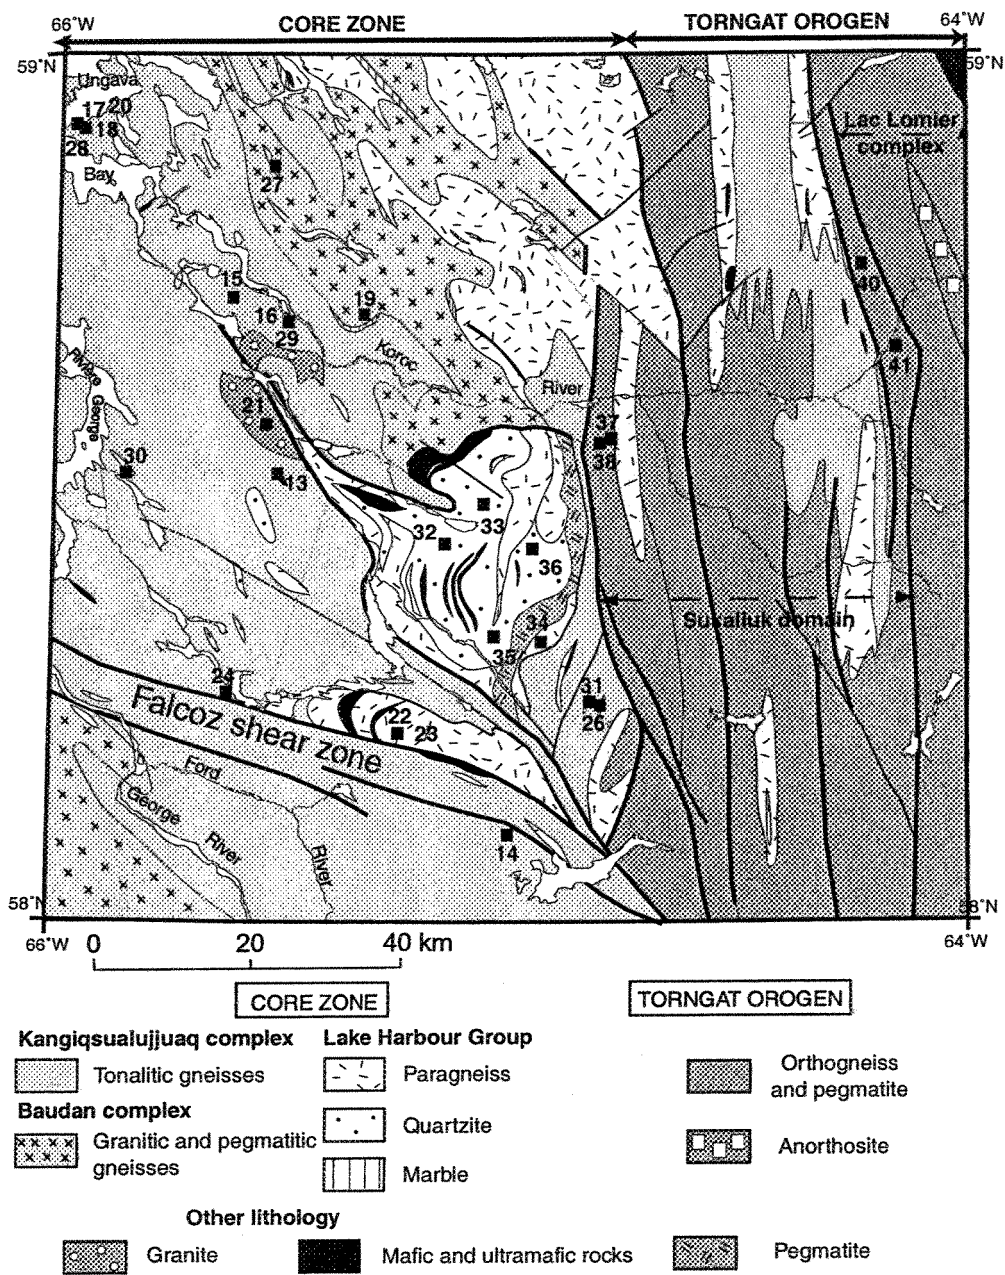 66˚W
CORE ZONE
TORNGAT OROGEN
64˚W
59˚N
59˚N
Ungava
17 20
18
28
Bay
Lac Lomier
complex
27
15
16
19
29
40
41
Koroc
River
Rivière
George
21
37
38
30
13
32
33
36
34
35
Sukaliuk domain
24
31
26
22
23
Falcoz shear zone
Ford
George
River
River
14
58˚N
58˚N
66˚W
64˚W
0 20 40 km
CORE ZONE
TORNGAT OROGEN
Kangiqsualujjuaq complex
Tonalitic gneisses
Baudan complex
Granitic and pegmatitic
gneisses
Lake Harbour Group
Paragneiss
Quartzite
Marble
Orthogneiss
and pegmatite
Anorthosite
Other lithology
Granite
Mafic and ultramafic rocks
Pegmatite